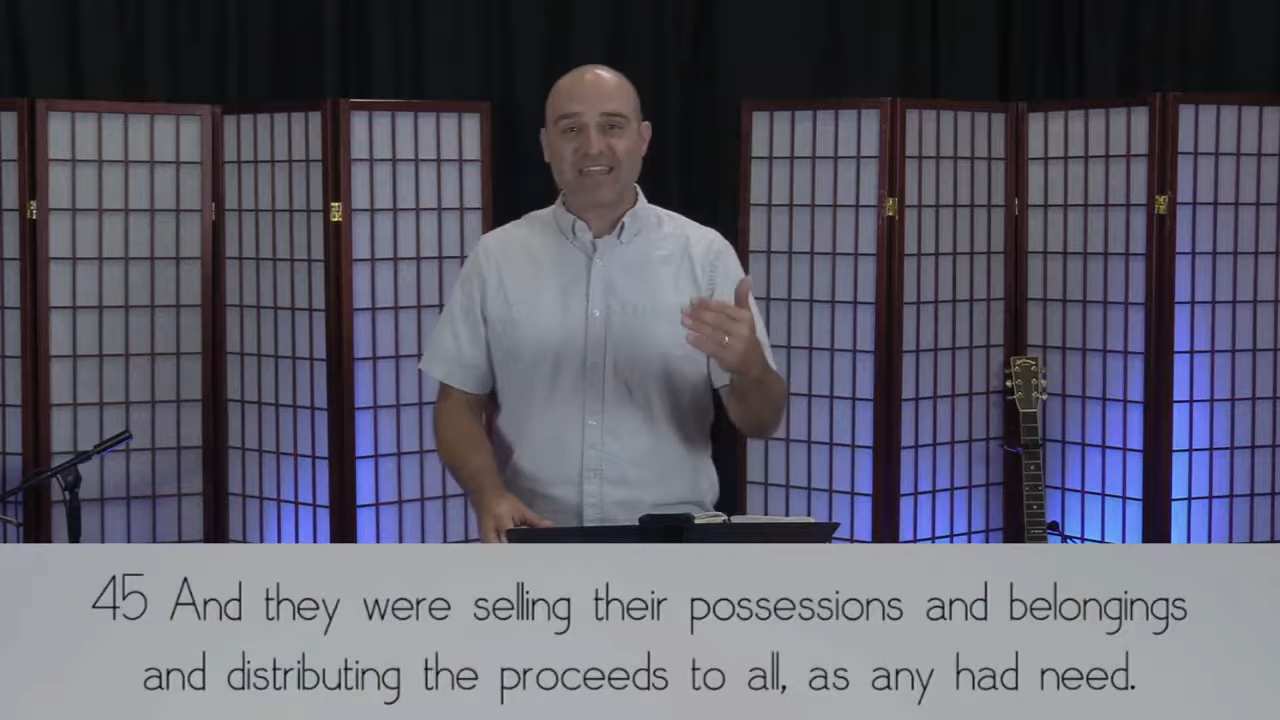 45 And they were selling their possessions and belongings
and distributing the proceeds to all, as any had need.